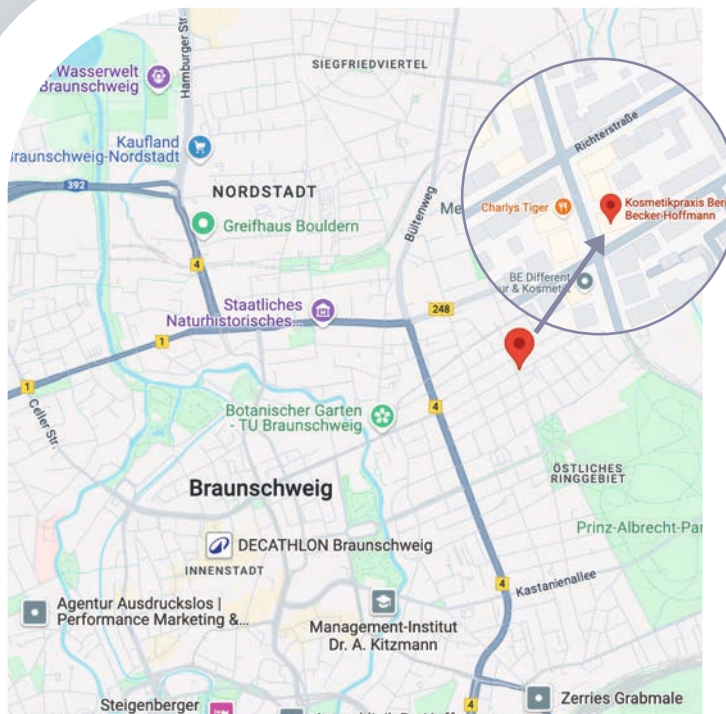 Hamburger Str.
SIEGFRIEDVIERTEL
Wasserwelt
Braunschweig
Kaufland
Braunschweig-Nordstadt
392
NORDSTADT
Greifhaus Bouldern
Bültenweg
Me
Richterstraße
Charlys Tiger
Kosmetikpraxis Ber
Becker-Hoffmann
BE Different
ur & Kosmetik
4
Staatliches
Naturhistorisches...
248
1
1
Celler Str.
4
Botanischer Garten
- TU Braunschweig
ÖSTLICHES
RINGGEBIET
Braunschweig
Prinz-Albrecht-Par
DECATHLON Braunschweig
INNENSTADT
4
Kastanienallee
Agentur Ausdruckslos |
Performance Marketing &...
Management-Institut
Dr. A. Kitzmann
Steigenberger
4
Zerries Grabmale